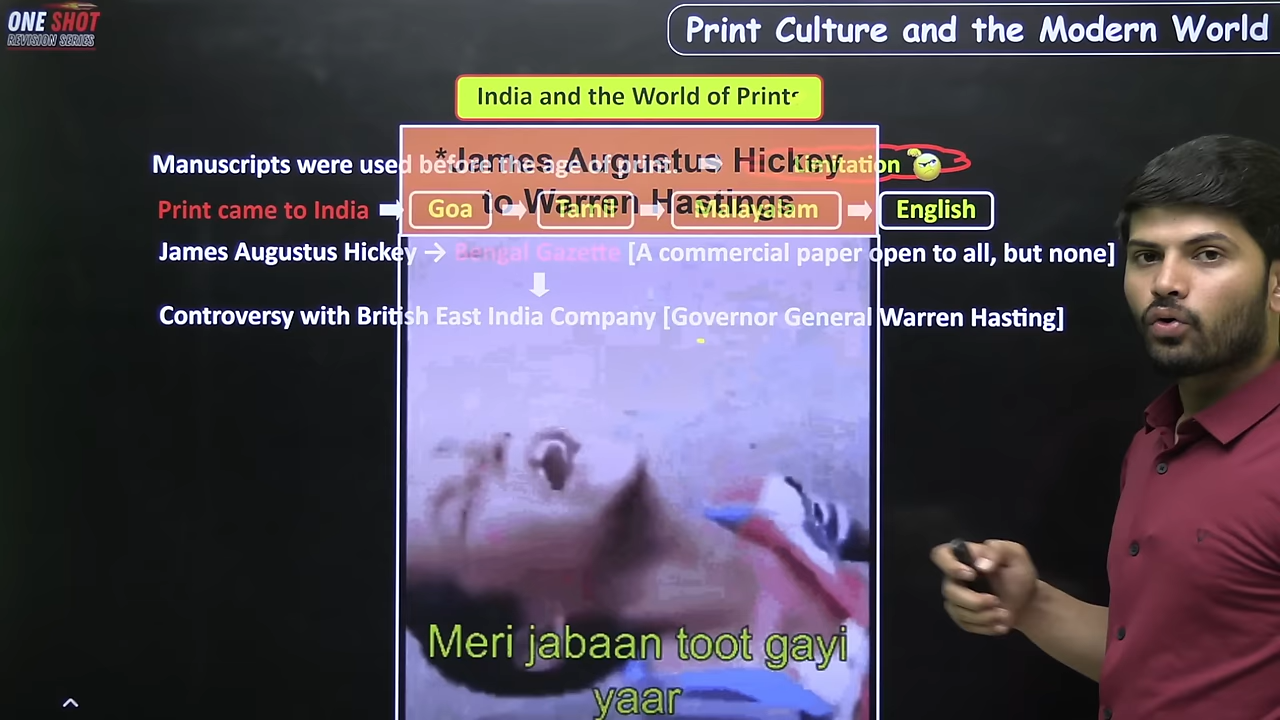 ONE SHOT
REVISION SERIES
Print Culture and the Modern World
India and the World of Prints
*James Augustus Hickey
to Warren Hastings
Manuscripts were used before the age of print. Limitation
Print came to India Goa Tamil Malayalam English
James Augustus Hickey → Bengal Gazette [A commercial paper open to all, but none]
Controversy with British East India Company [Governor General Warren Hasting]
Meri jabaan toot gayi
yaar